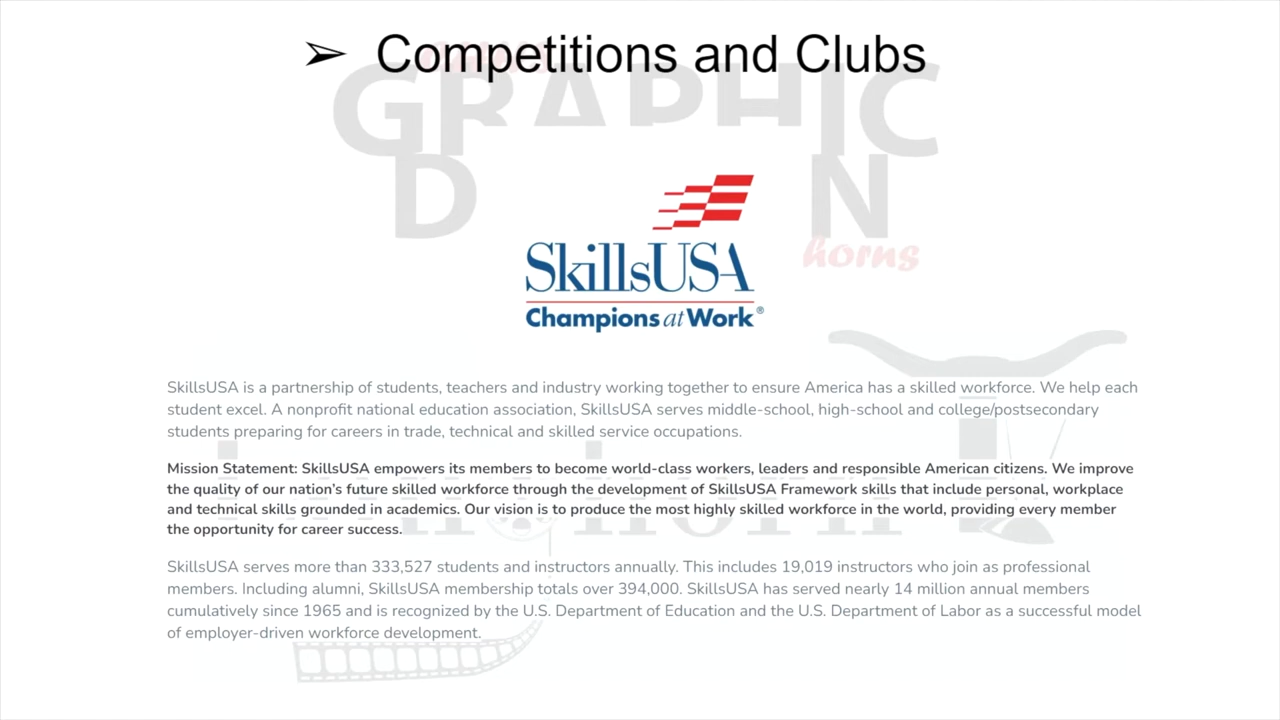 ➢ Competitions and Clubs
GRAPHIC
D N
horns
SkillsUSA
Champions at Work®
SkillsUSA is a partnership of students, teachers and industry working together to ensure America has a skilled workforce. We help each
student excel. A nonprofit national education association, SkillsUSA serves middle-school, high-school and college/postsecondary
students preparing for careers in trade, technical and skilled service occupations.
Mission Statement: SkillsUSA empowers its members to become world-class workers, leaders and responsible American citizens. We improve
the quality of our nation's future skilled workforce through the development of SkillsUSA Framework skills that include personal, workplace
and technical skills grounded in academics. Our vision is to produce the most highly skilled workforce in the world, providing every member
the opportunity for career success.
SkillsUSA serves more than 333,527 students and instructors annually. This includes 19,019 instructors who join as professional
members. Including alumni, SkillsUSA membership totals over 394,000. SkillsUSA has served nearly 14 million annual members
cumulatively since 1965 and is recognized by the U.S. Department of Education and the U.S. Department of Labor as a successful model
of employer-driven workforce development.